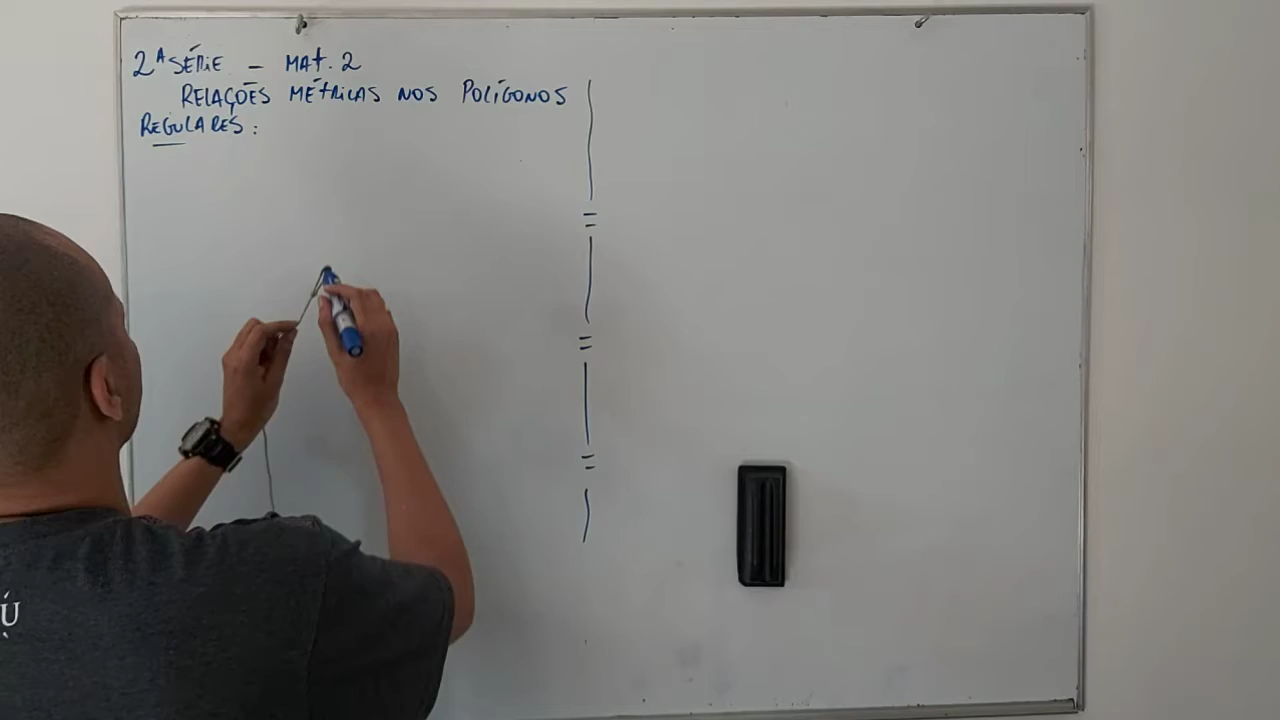 2ª SÉRIE – MAT. 2
RELAÇÕES MÉTRICAS NOS POLÍGONOS
REGULARES: